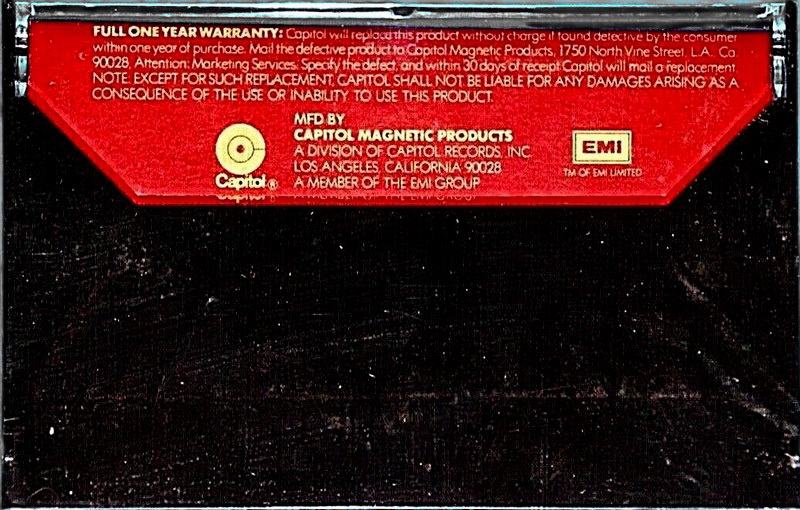 FULL ONE YEAR WARRANTY: Capitol will replace this product without charge if found defective by the consumer
within one year of purchase. Mail the defective product to Capitol Magnetic Products, 1750 North Vine Street, L.A. Ca.
90028, Attention: Marketing Services. Specify the defect, and within 30 days of receipt Capitol will mail a replacement.
NOTE: EXCEPT FOR SUCH REPLACEMENT, CAPITOL SHALL NOT BE LIABLE FOR ANY DAMAGES ARISING AS A
CONSEQUENCE OF THE USE OR INABILITY TO USE THIS PRODUCT.
MFD BY
CAPITOL MAGNETIC PRODUCTS
A DIVISION OF CAPITOL RECORDS, INC.
LOS ANGELES, CALIFORNIA 90028
A MEMBER OF THE EMI GROUP
Capitol®
EMI
TM OF EMI LIMITED